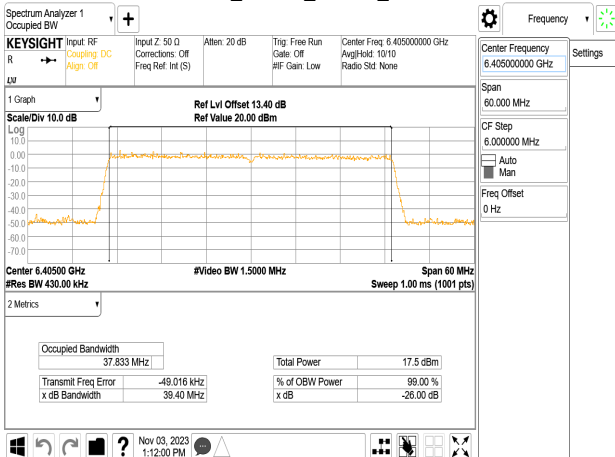 Spectrum Analyzer 1
Occupied BW
Frequency
KEYSIGHT
R
Input: RF
Coupling: DC
Align: Off
Input Z: 50 Ω
Corrections: Off
Freq Ref: Int (S)
Atten: 20 dB
Trig: Free Run
Gate: Off
#IF Gain: Low
Center Freq: 6.405000000 GHz
Avg|Hold: 10/10
Radio Std: None
Center Frequency
6.405000000 GHz
Settings
Span
60.000 MHz
CF Step
6.000000 MHz
Auto
Man
Freq Offset
0 Hz
1 Graph
Scale/Div 10.0 dB
Ref Lvl Offset 13.40 dB
Ref Value 20.00 dBm
Log
10.0
0.00
-10.0
-20.0
-30.0
-40.0
-50.0
-60.0
-70.0
Center 6.40500 GHz
#Video BW 1.5000 MHz
Span 60 MHz
#Res BW 430.00 kHz
Sweep 1.00 ms (1001 pts)
2 Metrics
Occupied Bandwidth
37.833 MHz
Total Power 17.5 dBm
Transmit Freq Error -49.016 kHz
% of OBW Power 99.00 %
x dB Bandwidth 39.40 MHz
x dB -26.00 dB
?
Nov 03, 2023
1:12:00 PM